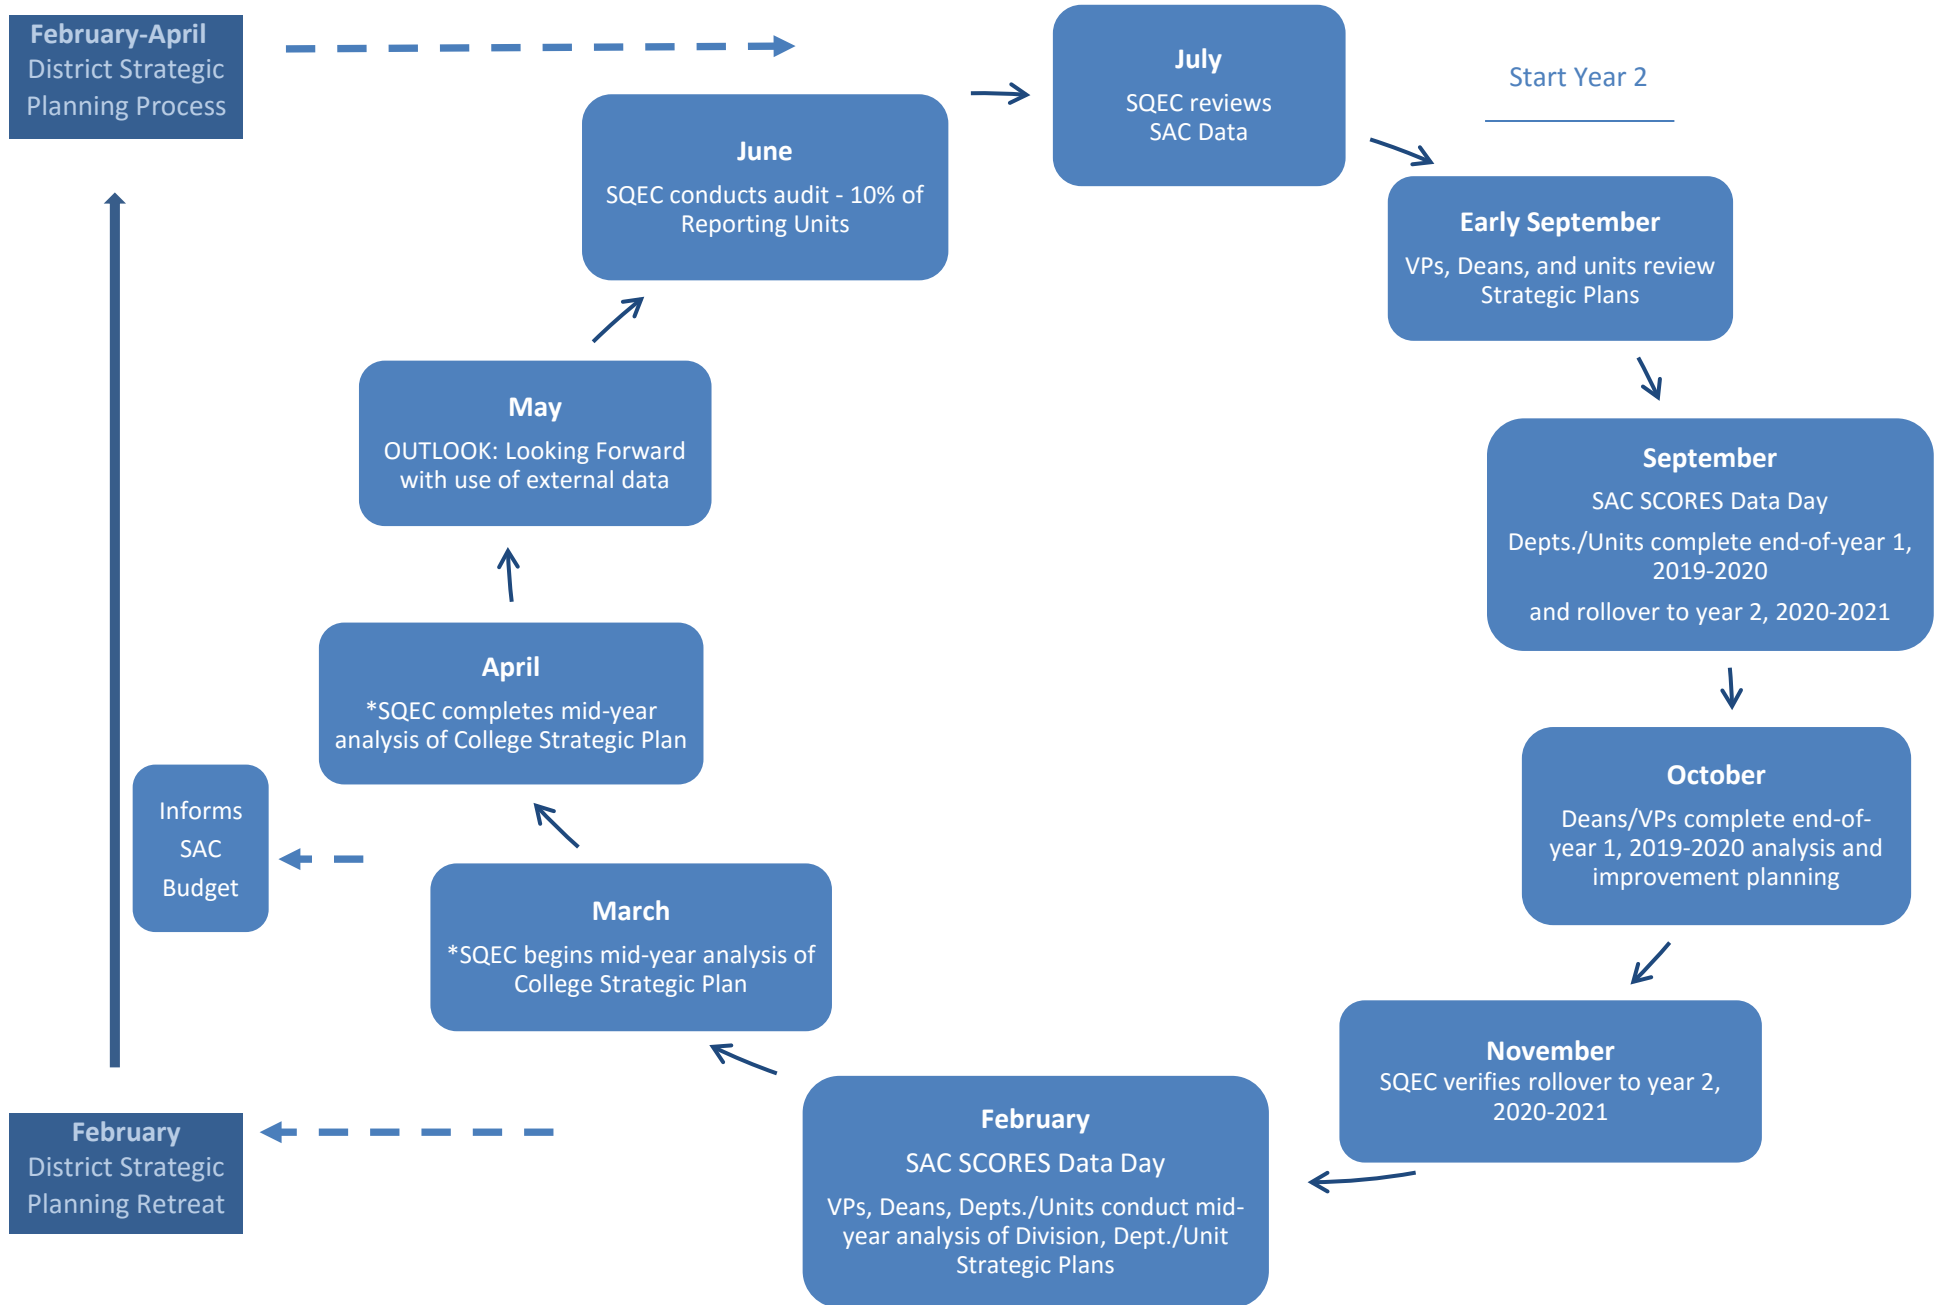 February-April
District Strategic
Planning Process
July
SQEC reviews
SAC Data
Start Year 2
June
SQEC conducts audit - 10% of
Reporting Units
Early September
VPs, Deans, and units review
Strategic Plans
May
OUTLOOK: Looking Forward
with use of external data
September
SAC SCORES Data Day
Depts./Units complete end-of-year 1,
2019-2020
and rollover to year 2, 2020-2021
April
*SQEC completes mid-year
analysis of College Strategic Plan
October
Deans/VPs complete end-of-
year 1, 2019-2020 analysis and
improvement planning
Informs
SAC
Budget
March
*SQEC begins mid-year analysis of
College Strategic Plan
November
SQEC verifies rollover to year 2,
2020-2021
February
SAC SCORES Data Day
VPs, Deans, Depts./Units conduct mid-
year analysis of Division, Dept./Unit
Strategic Plans
February
District Strategic
Planning Retreat